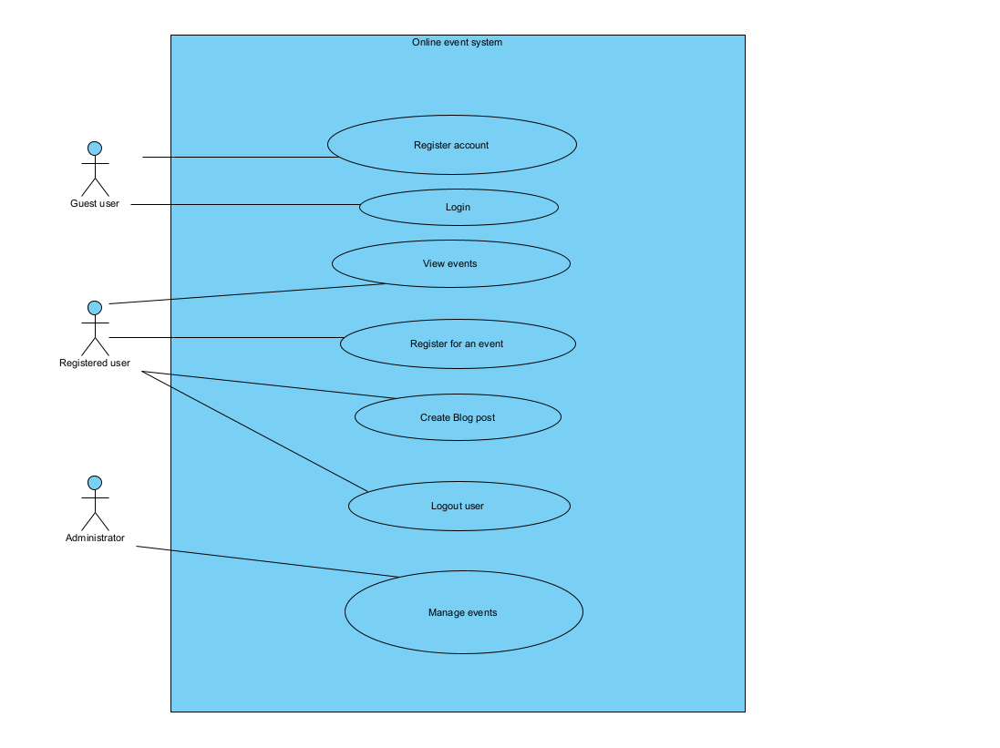 Online event system
Register account
Guest user
Login
View events
Register for an event
Registered user
Create Blog post
Logout user
Administrator
Manage events